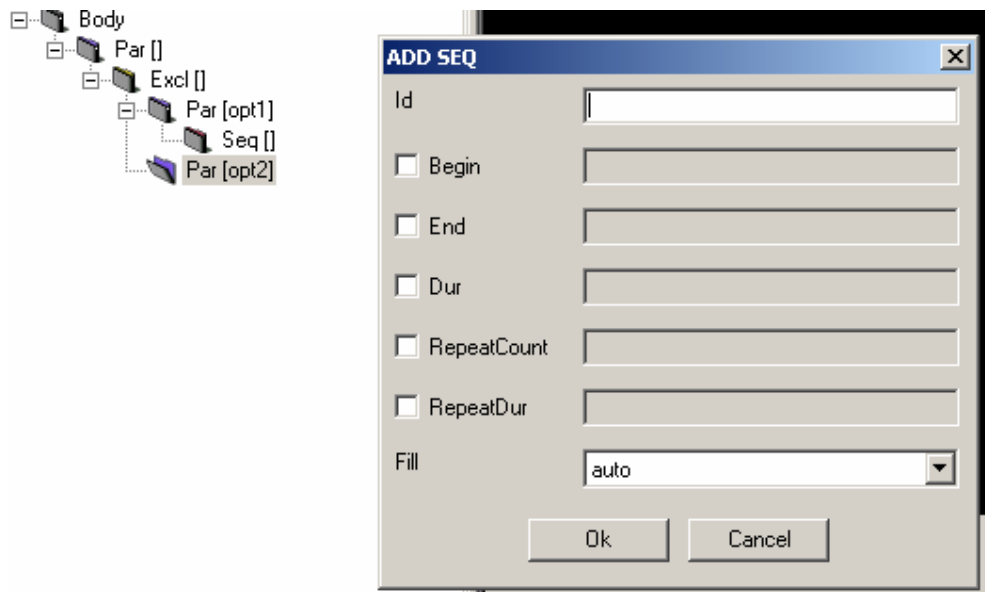 Body
Par []
Excl []
Par [opt1]
Seq []
Par [opt2]
ADD SEQ
Id
Begin
End
Dur
RepeatCount
RepeatDur
Fill
auto
Ok
Cancel